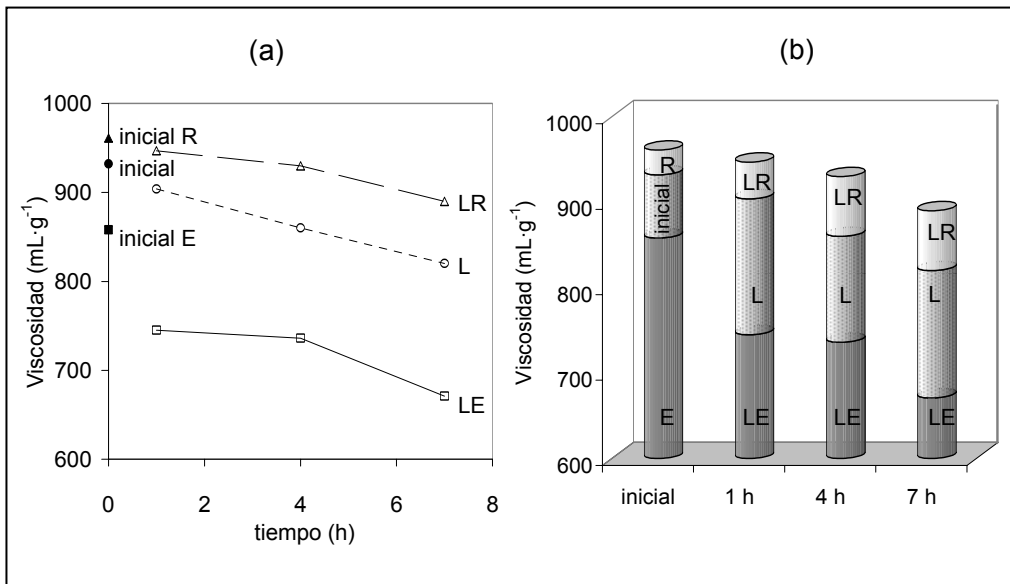 (a)
Viscosidad (mL·g⁻¹)
1000
900
800
700
600
inicial R
inicial
inicial E
LR
L
LE
0
2
4
6
8
tiempo (h)
(b)
Viscosidad (mL·g⁻¹)
1000
900
800
700
600
R
inicial
E
LR
L
LE
LR
L
LE
LR
L
LE
inicial
1 h
4 h
7 h